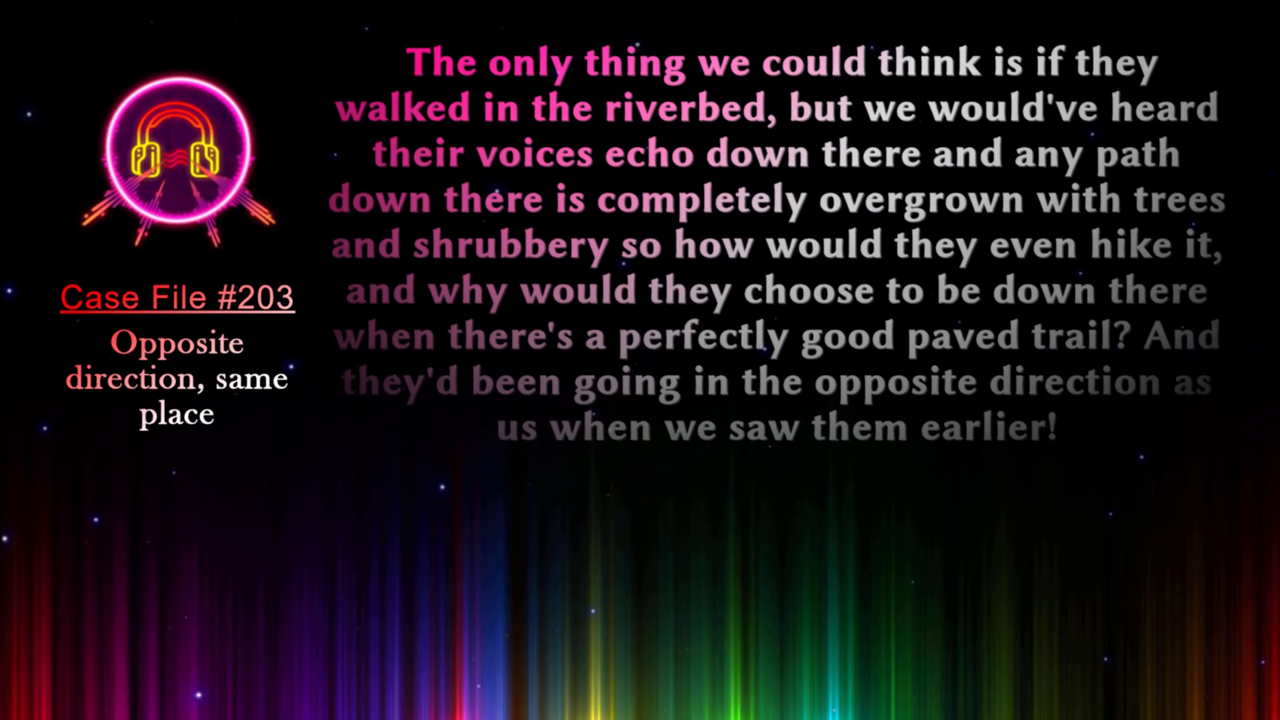 Case File #203
Opposite
direction, same
place
The only thing we could think is if they
walked in the riverbed, but we would've heard
their voices echo down there and any path
down there is completely overgrown with trees
and shrubbery so how would they even hike it,
and why would they choose to be down there
when there's a perfectly good paved trail? And
they'd been going in the opposite direction as
us when we saw them earlier!